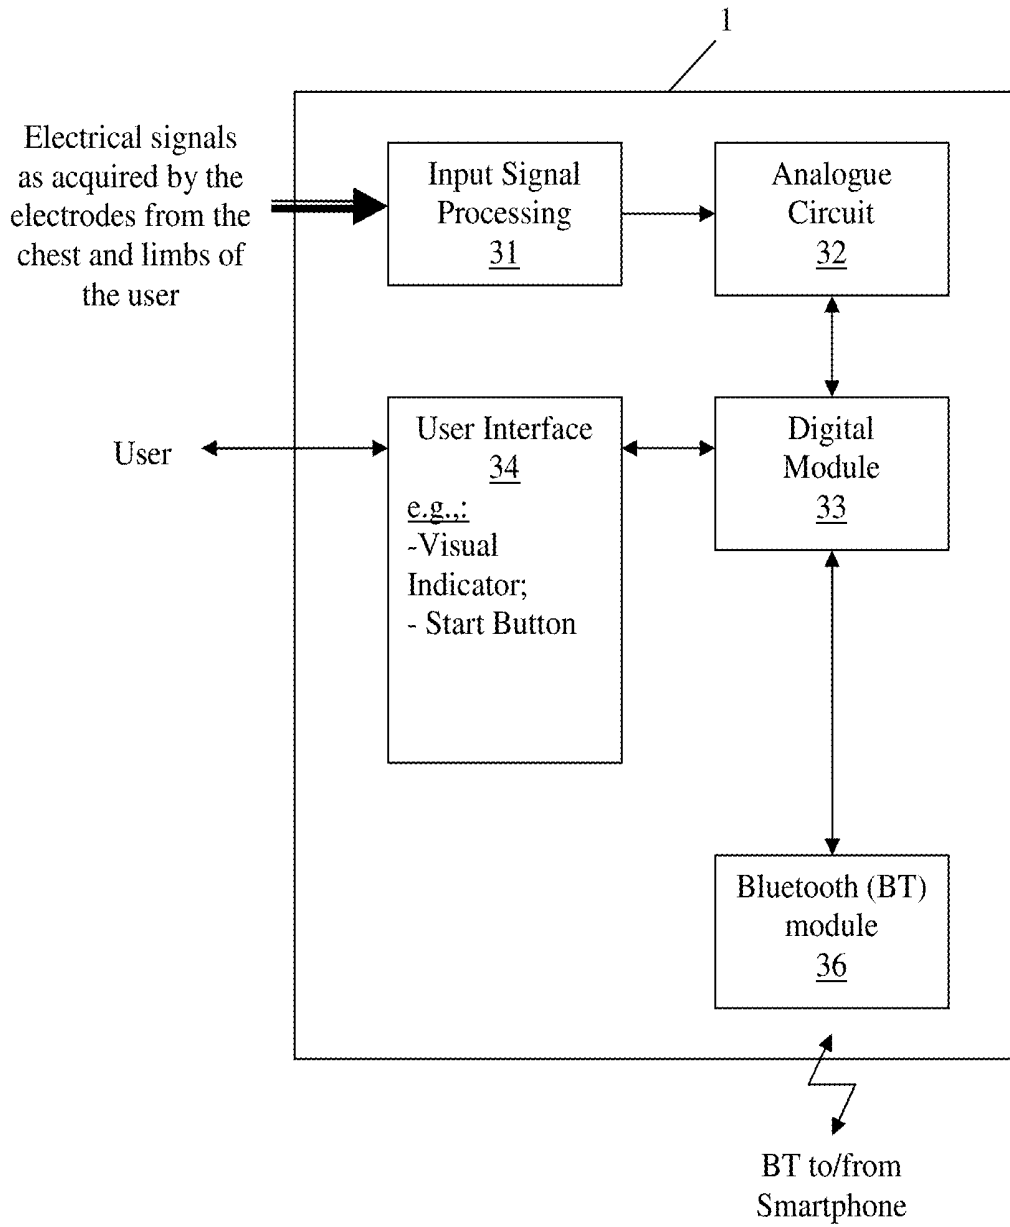 1
Electrical signals
as acquired by the
electrodes from the
chest and limbs of
the user
Input Signal
Processing
31
Analogue
Circuit
32
User
User Interface
34
e.g.,:
-Visual
Indicator;
- Start Button
Digital
Module
33
Bluetooth (BT)
module
36
BT to/from
Smartphone